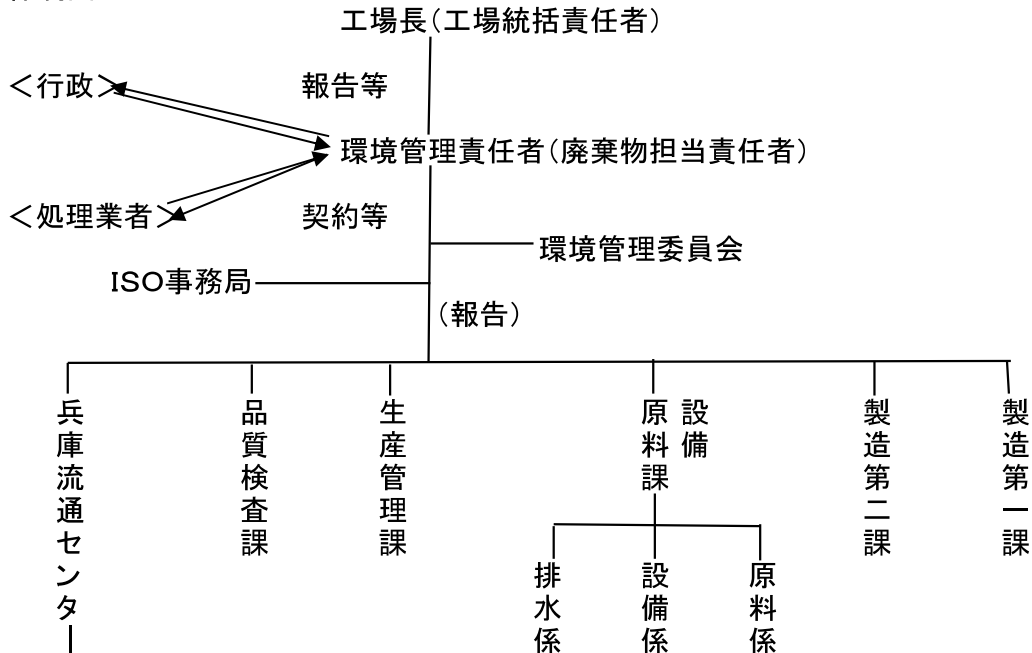 工場長（工場統括責任者）
＜行政＞
報告等
環境管理責任者（廃棄物担当責任者）
＜処理業者＞
契約等
環境管理委員会
ISO事務局
（報告）
兵庫流通センター
品質検査課
生産管理課
設備
原料課
製造第二課
製造第一課
排水係
設備係
原料係